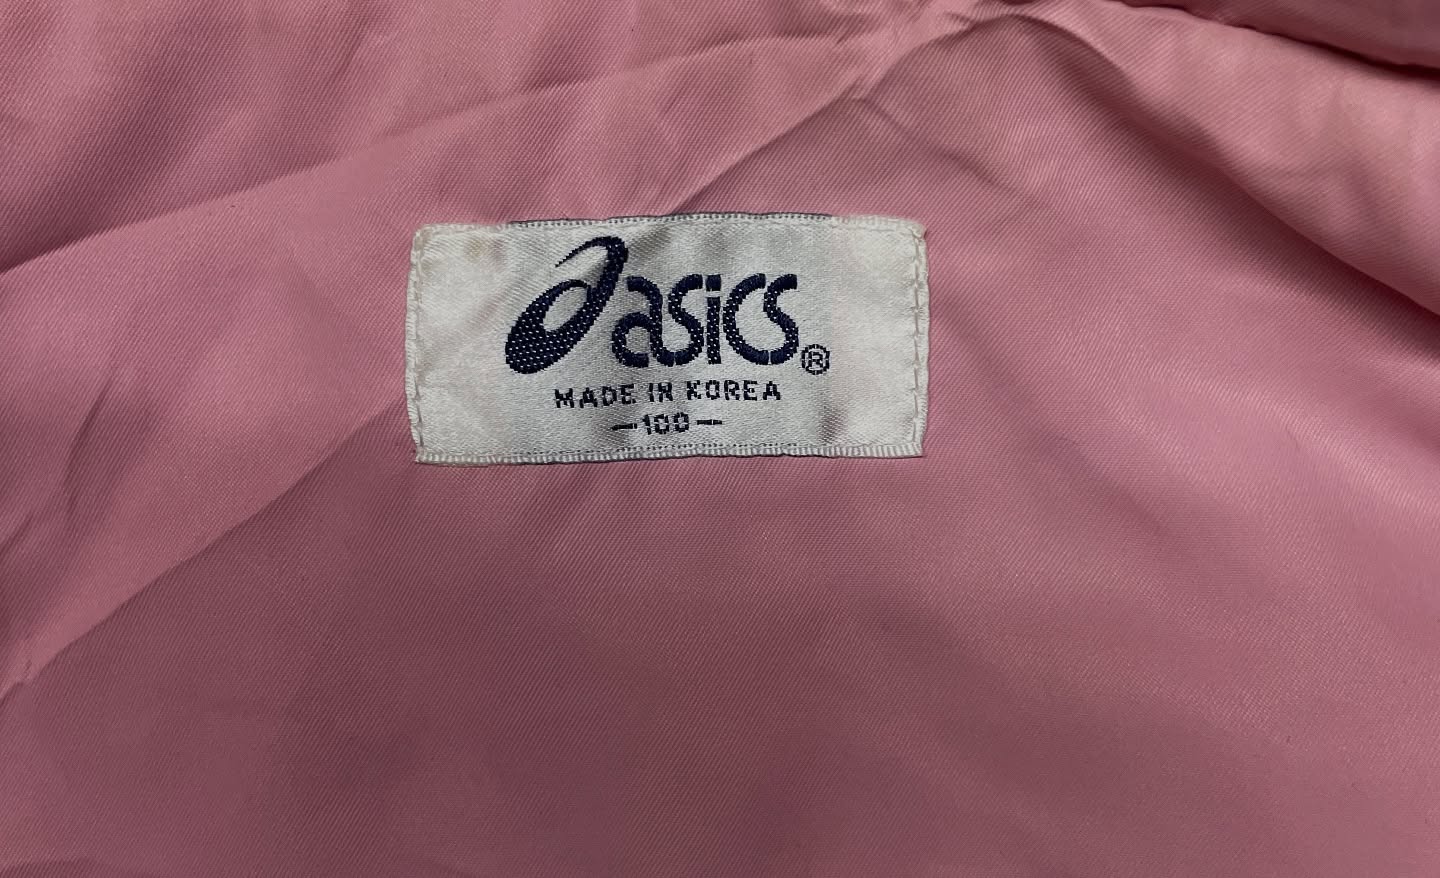 asics®
MADE IN KOREA
-100-